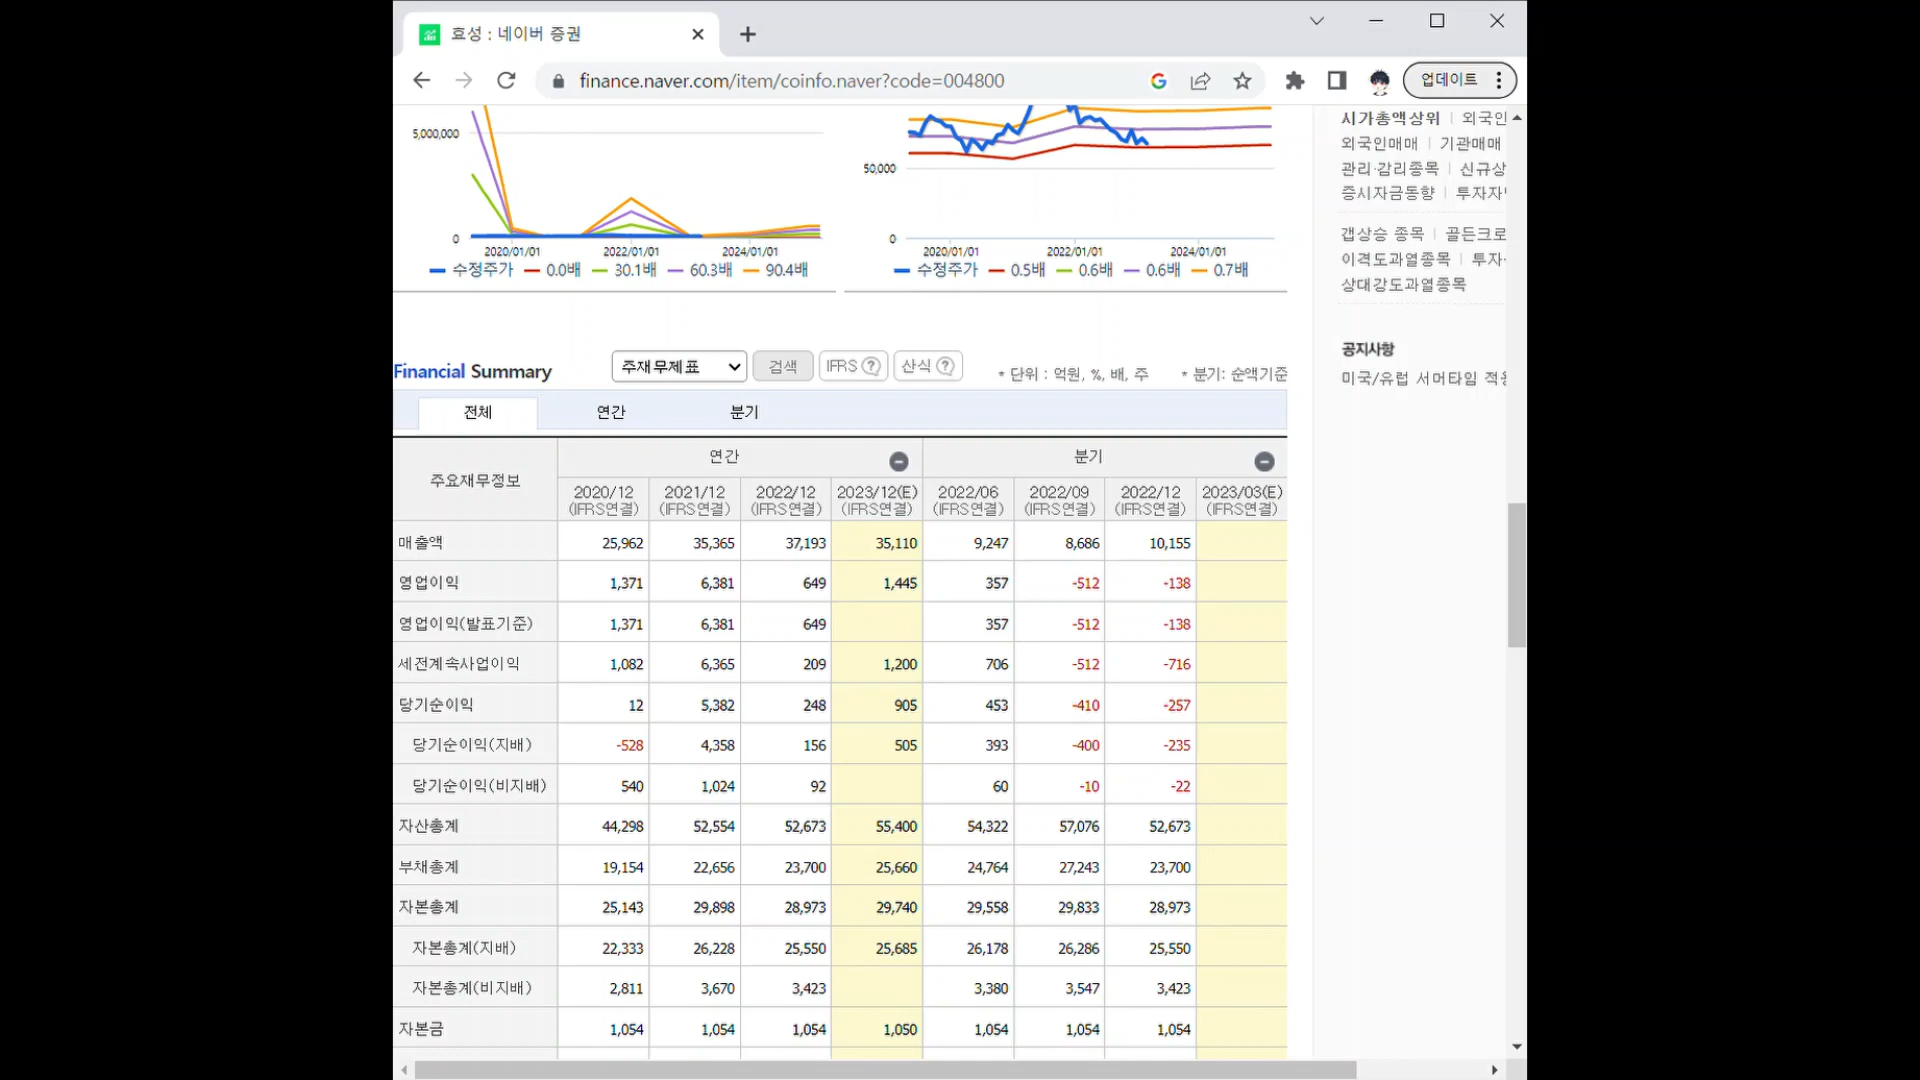 효성 : 네이버 증권
finance.naver.com/item/coinfo.naver?code=004800
업데이트
5,000,000
0
2020/01/01 2022/01/01 2024/01/01
수정주가 0.0배 30.1배 60.3배 90.4배
50,000
0
2020/01/01 2022/01/01 2024/01/01
수정주가 0.5배 0.6배 0.6배 0.7배
시가총액상위 외국인
외국인매매 기관매매
관리·감리종목 신규상
증시자금동향 투자자
갭상승 종목 골든크로
이격도과열종목 투자
상대강도과열종목
공지사항
미국/유럽 서머타임 적용
Financial Summary
주재무제표 검색 IFRS ? 산식 ? * 단위 : 억원, %, 배, 주 * 분기: 순액기준
전체 연간 분기
주요재무정보 연간 분기
2020/12 2021/12 2022/12 2023/12(E) 2022/06 2022/09 2022/12 2023/03(E)
(IFRS연결) (IFRS연결) (IFRS연결) (IFRS연결) (IFRS연결) (IFRS연결) (IFRS연결) (IFRS연결)
매출액 25,962 35,365 37,193 35,110 9,247 8,686 10,155
영업이익 1,371 6,381 649 1,445 357 -512 -138
영업이익(발표기준) 1,371 6,381 649 357 -512 -138
세전계속사업이익 1,082 6,365 209 1,200 706 -512 -716
당기순이익 12 5,382 248 905 453 -410 -257
당기순이익(지배) -528 4,358 156 505 393 -400 -235
당기순이익(비지배) 540 1,024 92 60 -10 -22
자산총계 44,298 52,554 52,673 55,400 54,322 57,076 52,673
부채총계 19,154 22,656 23,700 25,660 24,764 27,243 23,700
자본총계 25,143 29,898 28,973 29,740 29,558 29,833 28,973
자본총계(지배) 22,333 26,228 25,550 25,685 26,178 26,286 25,550
자본총계(비지배) 2,811 3,670 3,423 3,380 3,547 3,423
자본금 1,054 1,054 1,054 1,050 1,054 1,054 1,054